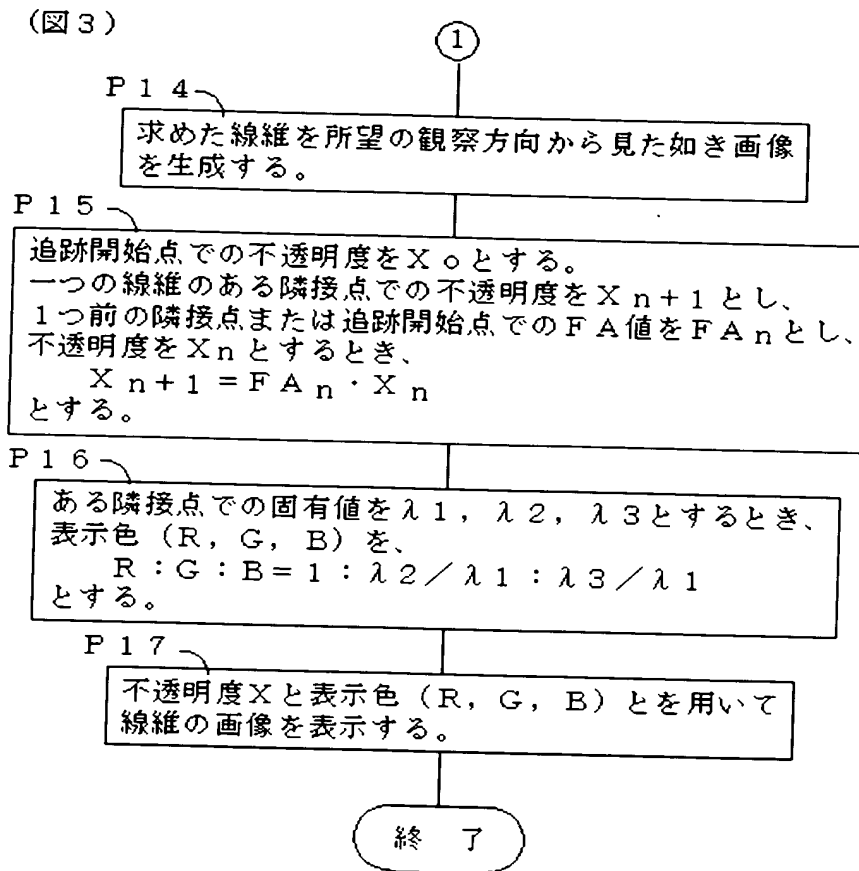 (図3)
1
P14
求めた線維を所望の観察方向から見た如き画像
を生成する。
P15
追跡開始点での不透明度をXoとする。
一つの線維のある隣接点での不透明度をXn+1とし、
1つ前の隣接点または追跡開始点でのFA値をFAnとし、
不透明度をXnとするとき、
Xn+1=FAn・Xn
とする。
P16
ある隣接点での固有値をλ1,λ2,λ3とするとき、
表示色(R,G,B)を、
R:G:B=1:λ2/λ1:λ3/λ1
とする。
P17
不透明度Xと表示色(R,G,B)とを用いて
線維の画像を表示する。
終 了